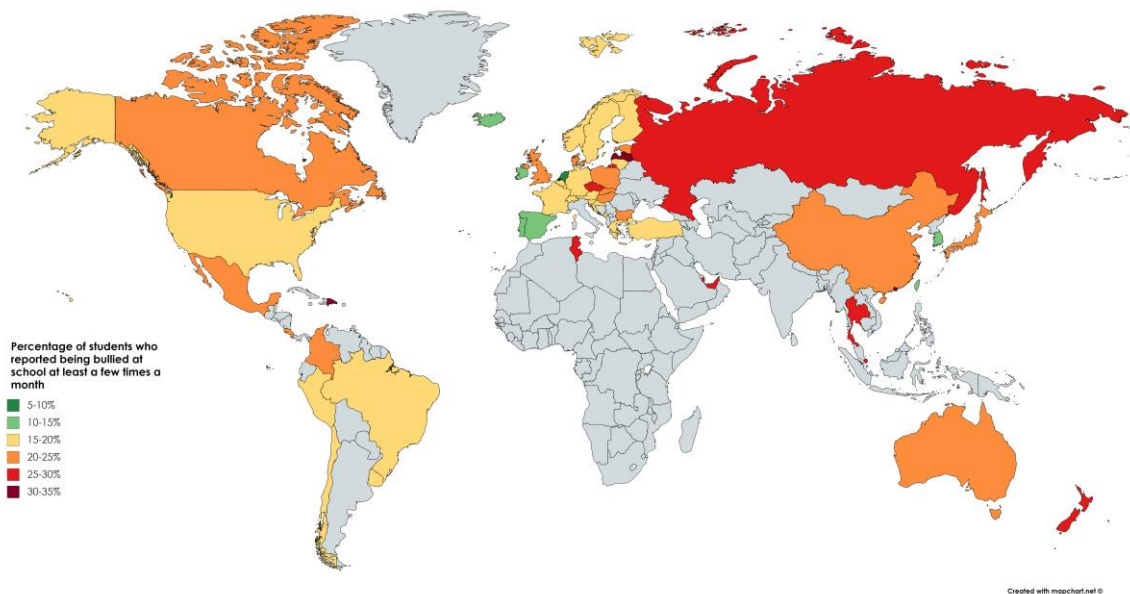 Percentage of students who
reported being bullied at
school at least a few times a
month
5-10%
10-15%
15-20%
20-25%
25-30%
30-35%
Created with mapchart.net ©